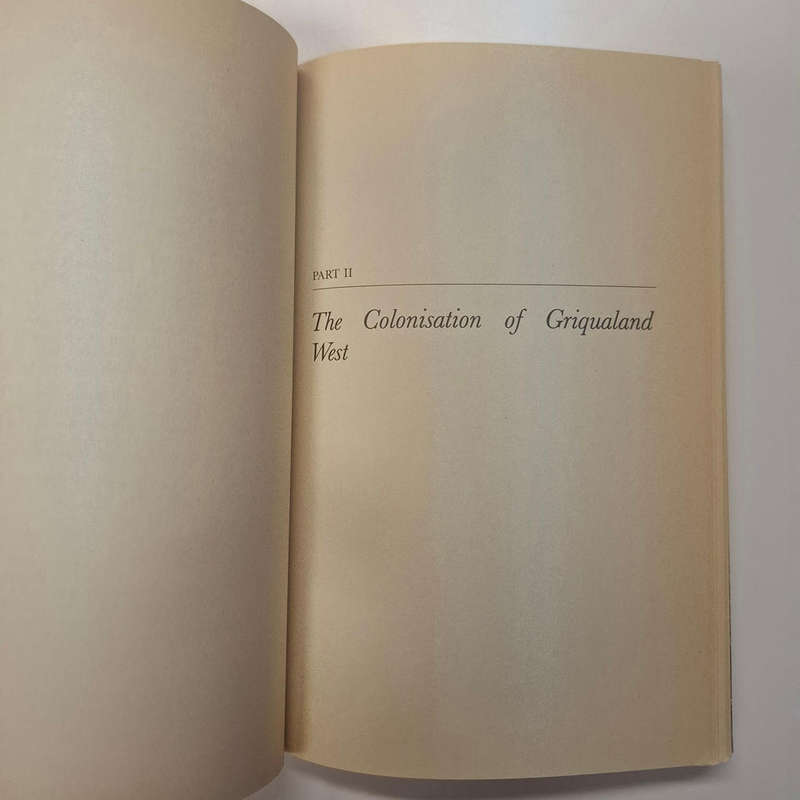 PART II
The Colonisation of Griqualand
West